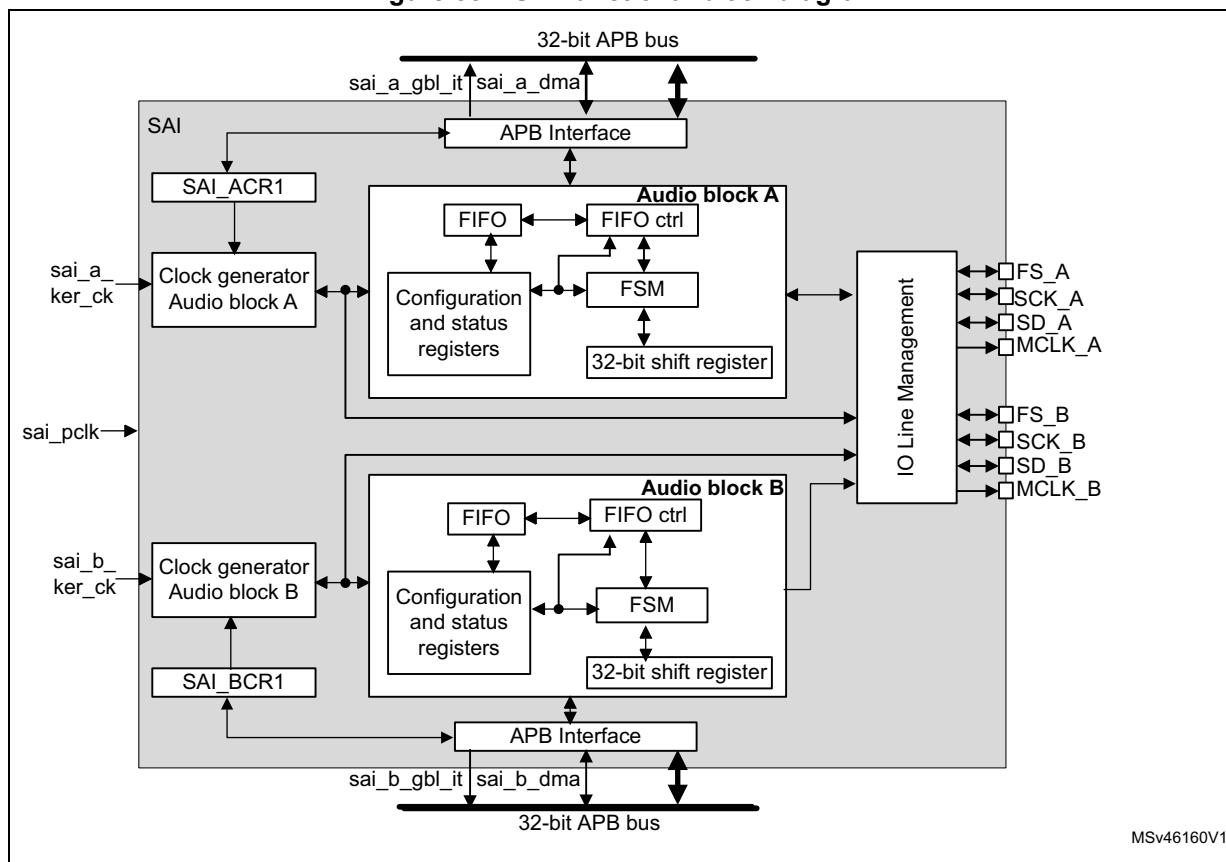 32-bit APB bus
sai_a_gbl_it
sai_a_dma
SAI
APB Interface
SAI_ACR1
Audio block A
FIFO
FIFO ctrl
sai_a_
ker_ck
Clock generator
Audio block A
Configuration
and status
registers
FSM
32-bit shift register
IO Line Management
FS_A
SCK_A
SD_A
MCLK_A
sai_pclk
FS_B
SCK_B
SD_B
MCLK_B
Audio block B
FIFO
FIFO ctrl
sai_b_
ker_ck
Clock generator
Audio block B
Configuration
and status
registers
FSM
32-bit shift register
SAI_BCR1
APB Interface
sai_b_gbl_it
sai_b_dma
32-bit APB bus
MSv46160V1